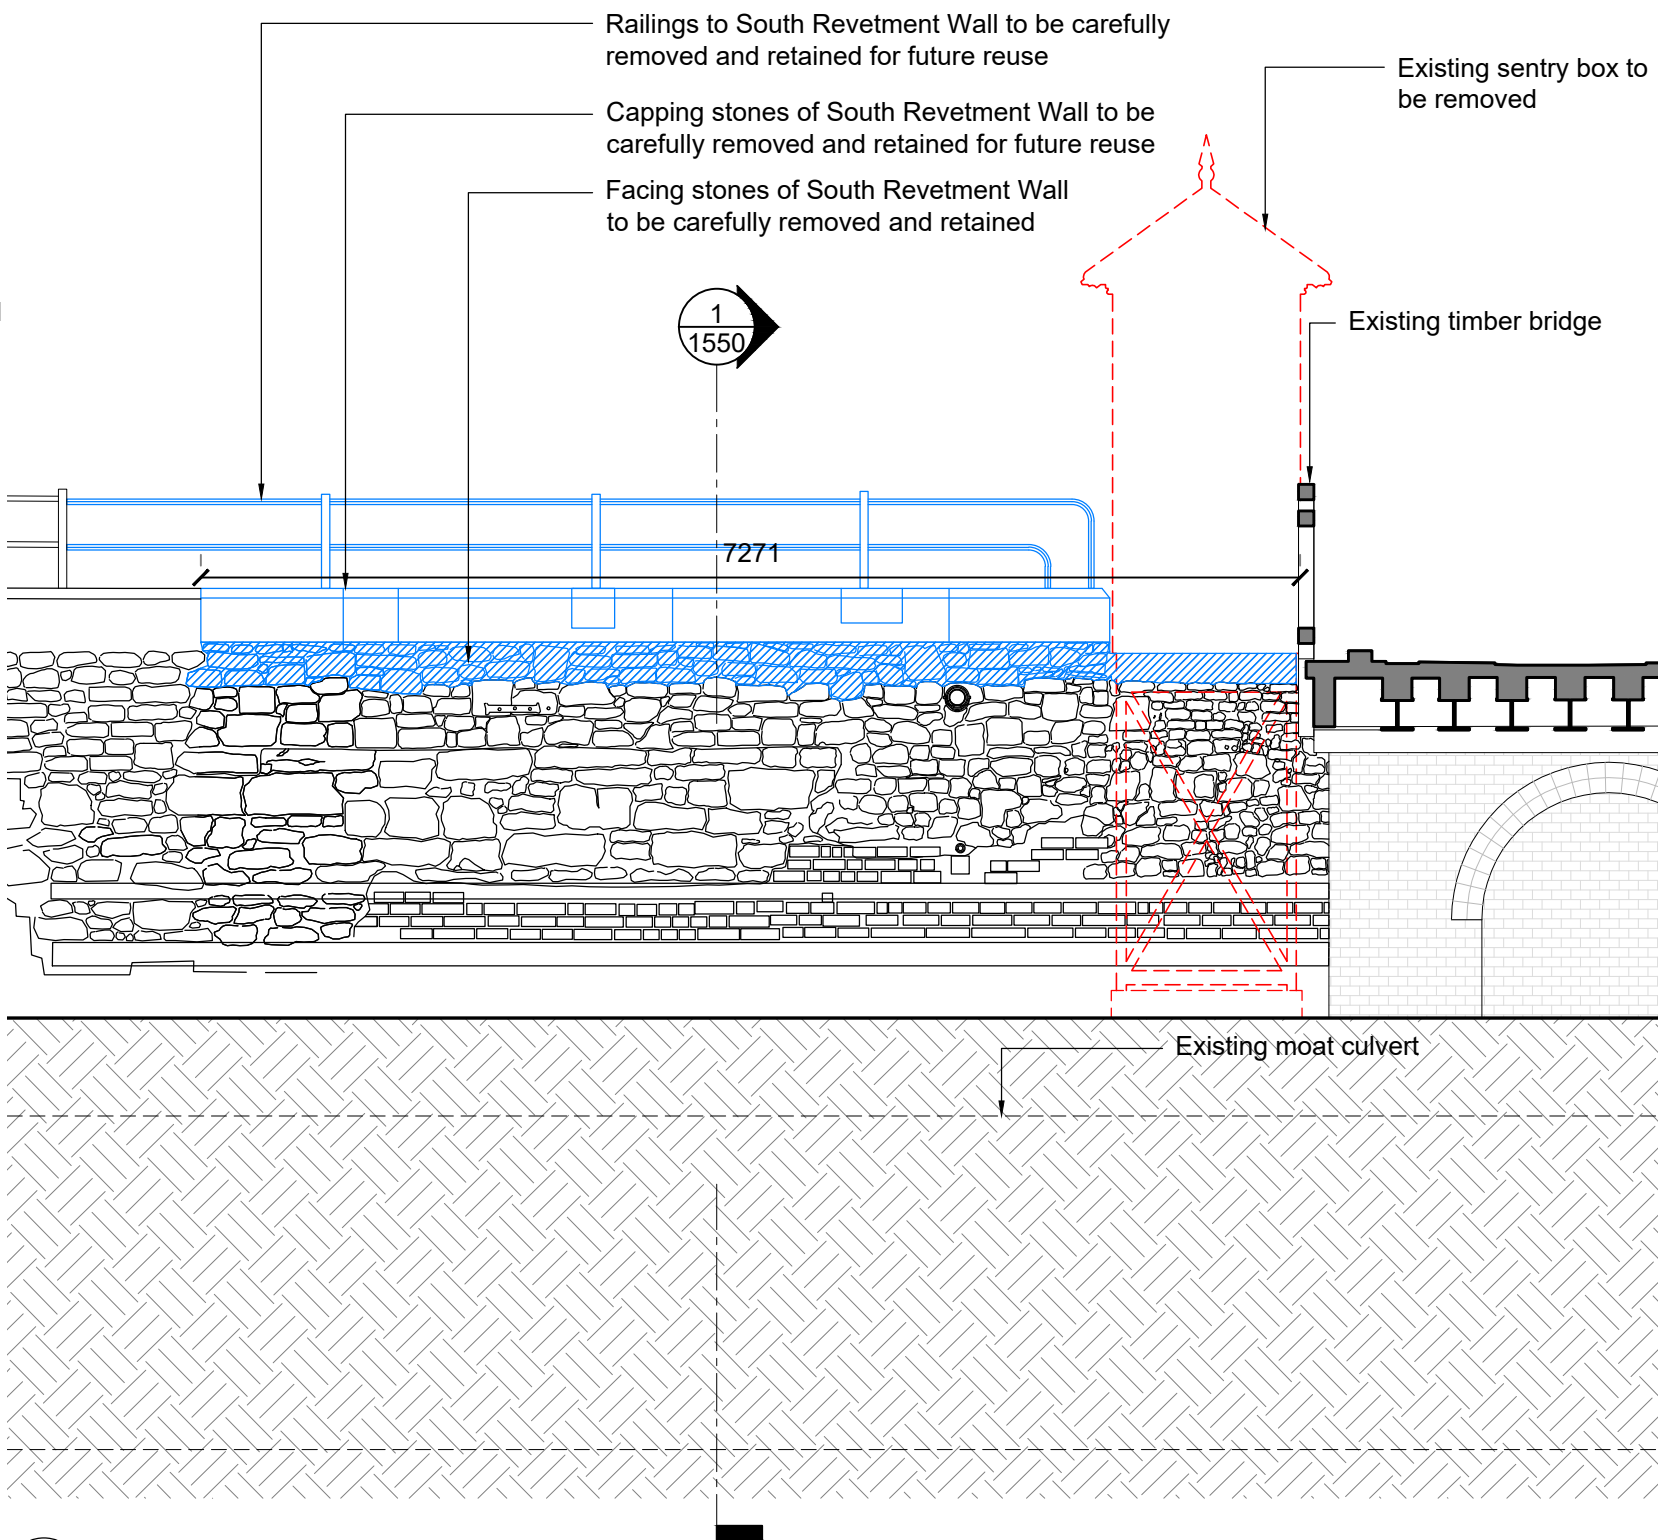 Railings to South Revetment Wall to be carefully
removed and retained for future reuse
Existing sentry box to
be removed
Capping stones of South Revetment Wall to be
carefully removed and retained for future reuse
Facing stones of South Revetment Wall
to be carefully removed and retained
1
1550
Existing timber bridge
7271
Existing moat culvert